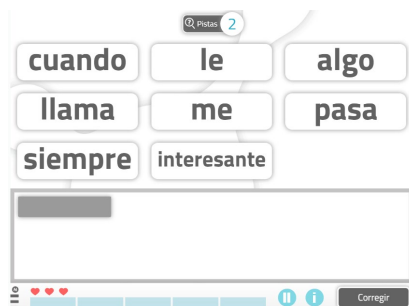 Pistas 2
cuando le algo
llama me pasa
siempre interesante
Corregir